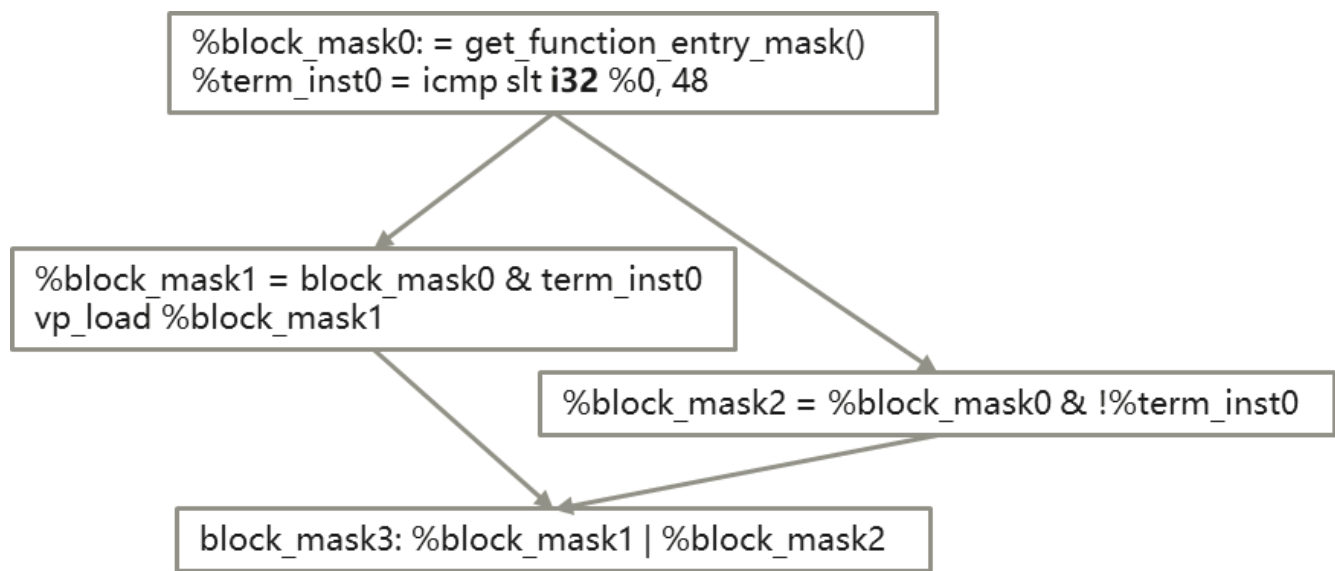 %block_mask0: = get_function_entry_mask()
%term_inst0 = icmp slt i32 %0, 48
%block_mask1 = block_mask0 & term_inst0
vp_load %block_mask1
%block_mask2 = %block_mask0 & !%term_inst0
block_mask3: %block_mask1 | %block_mask2